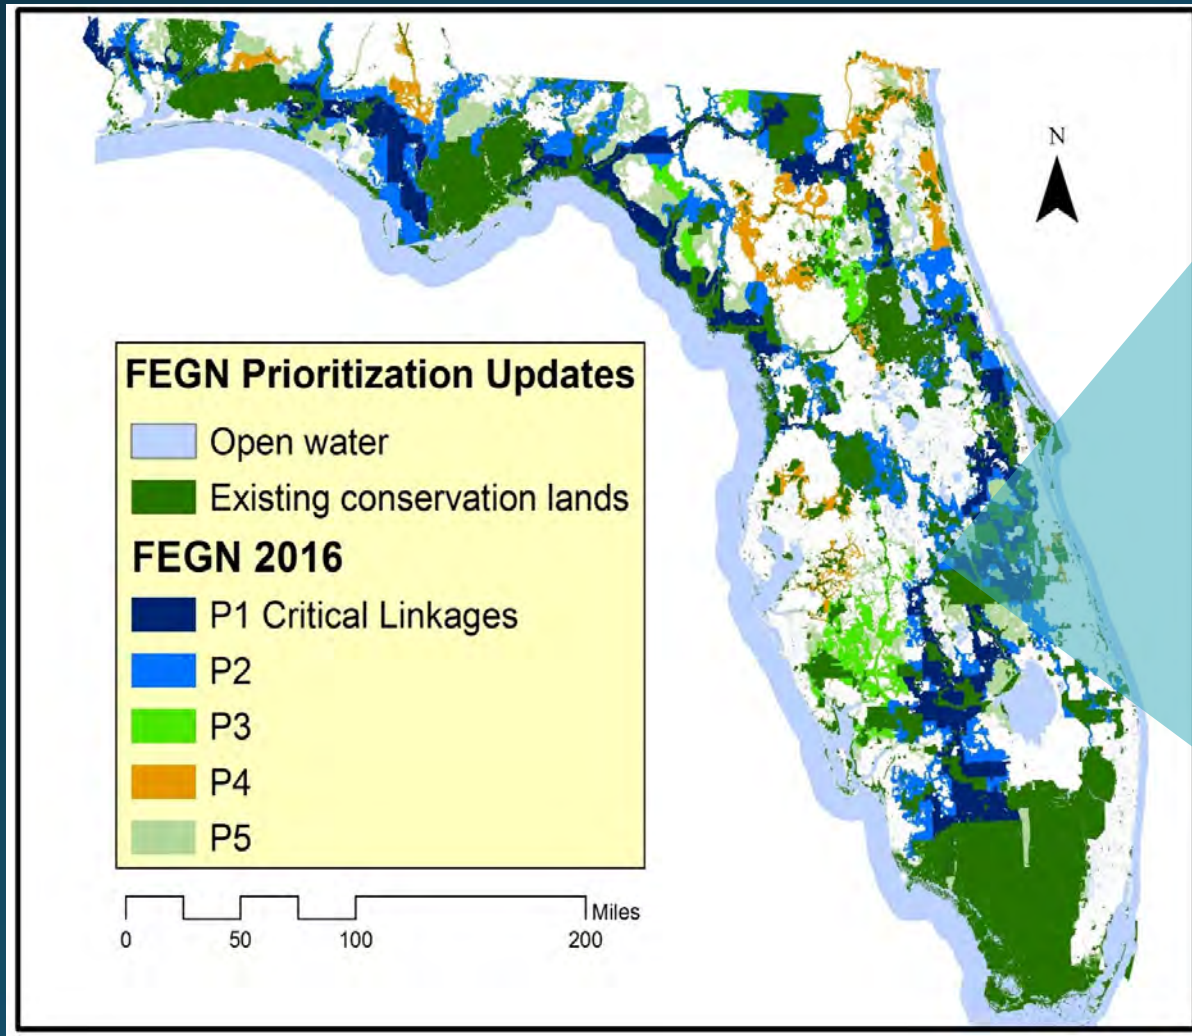 N
FEGN Prioritization Updates
Open water
Existing conservation lands
FEGN 2016
P1 Critical Linkages
P2
P3
P4
P5
Miles
0 50 100 200